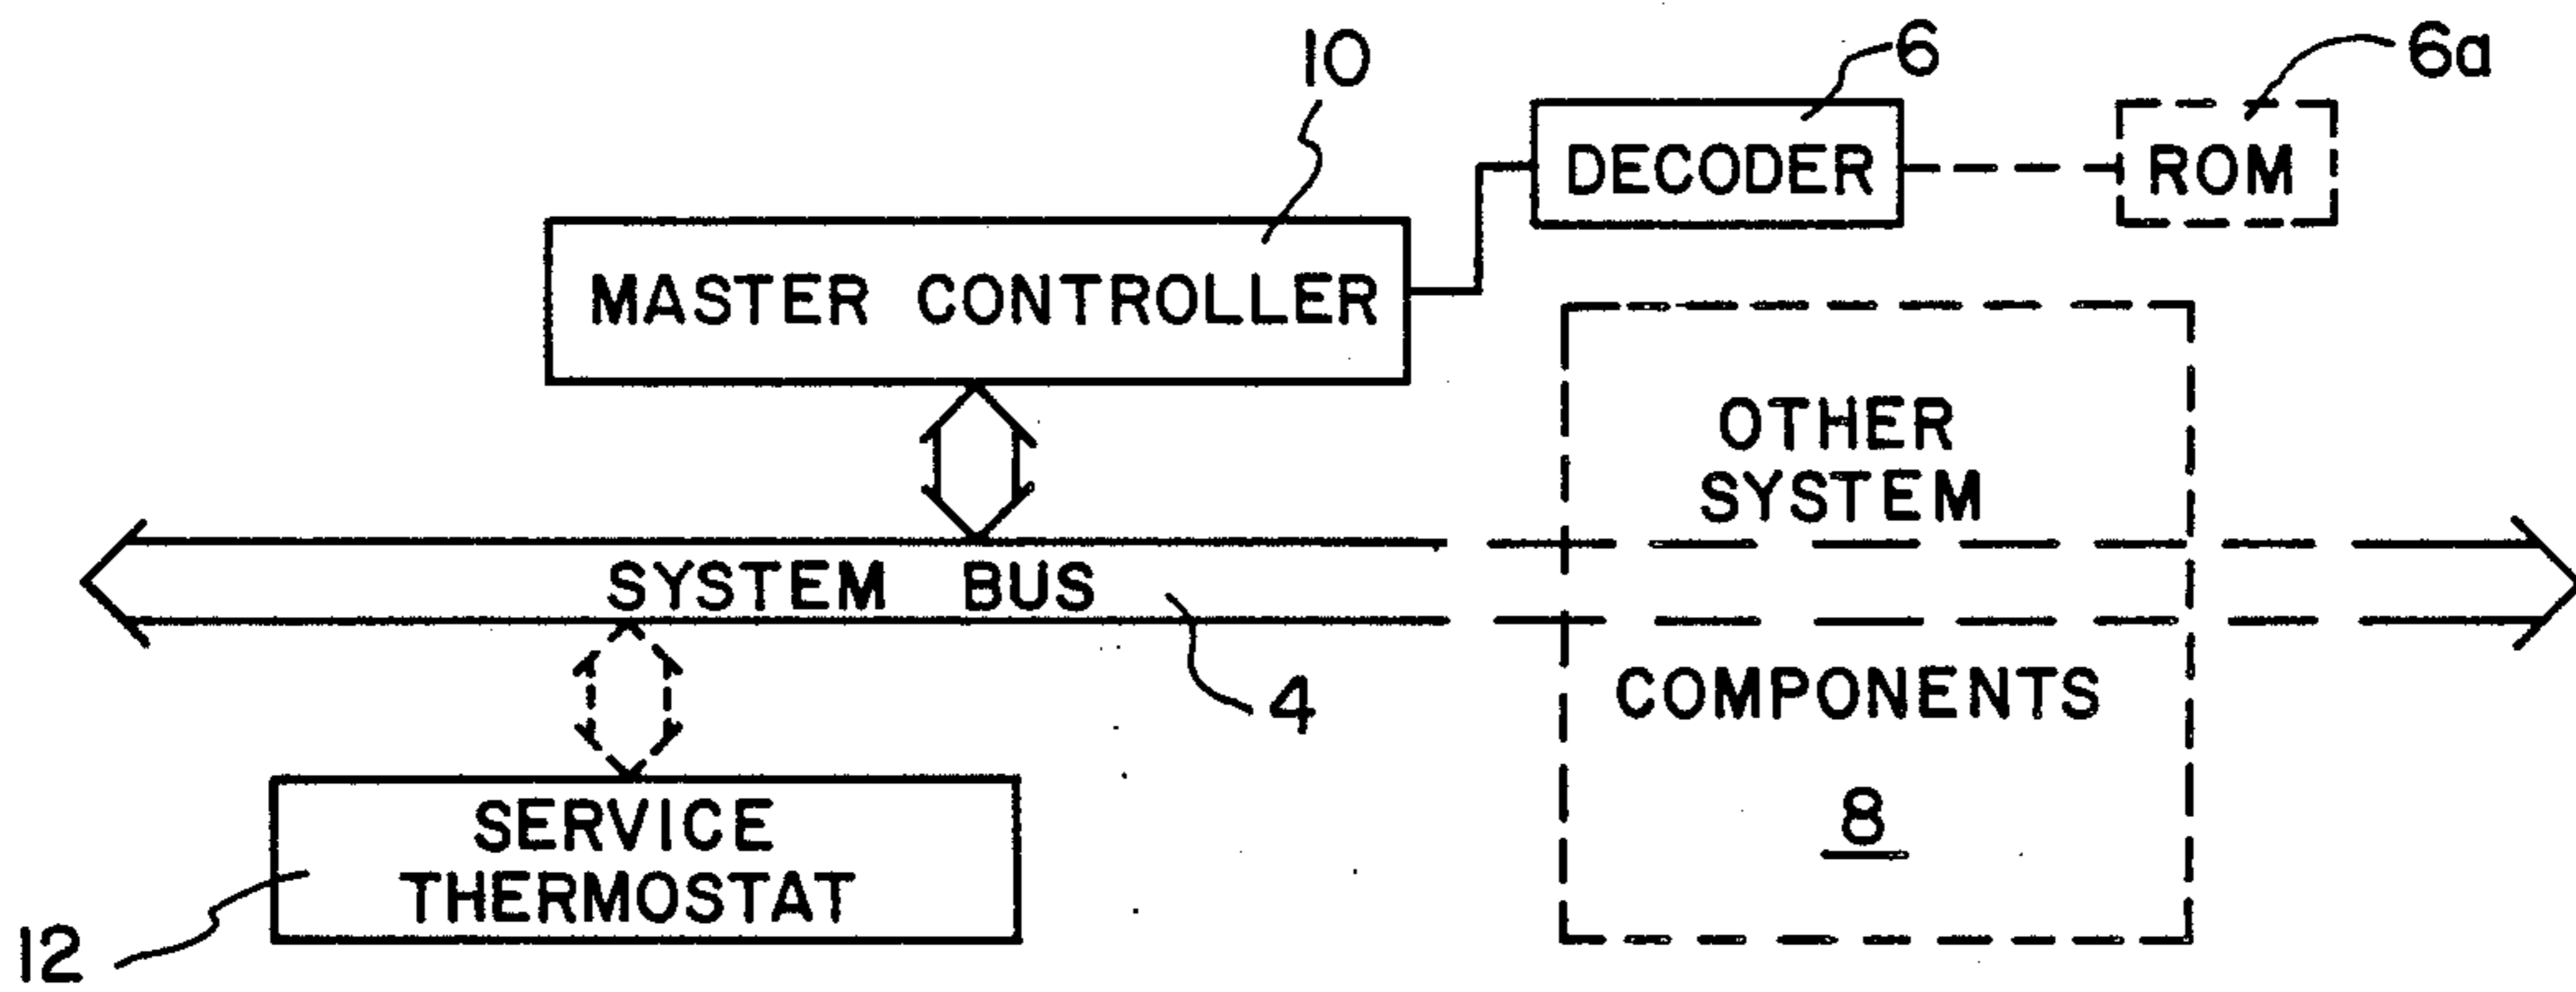 10
6
6a
DECODER
ROM
MASTER CONTROLLER
OTHER
SYSTEM
SYSTEM BUS
COMPONENTS
4
8
SERVICE
THERMOSTAT
12